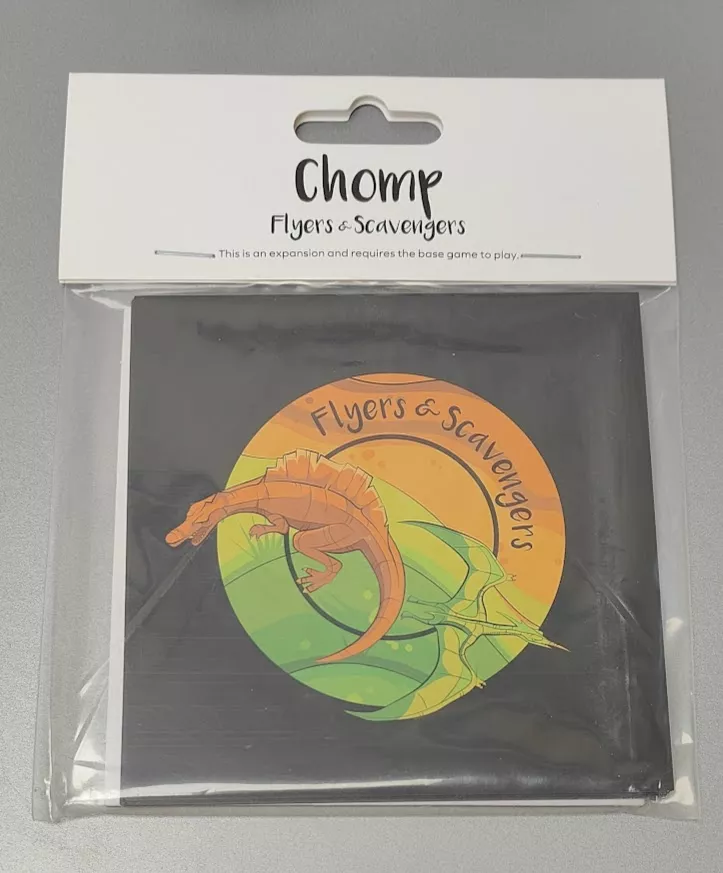 Chomp
Flyers & Scavengers
This is an expansion and requires the base game to play.
Flyers & Scavengers